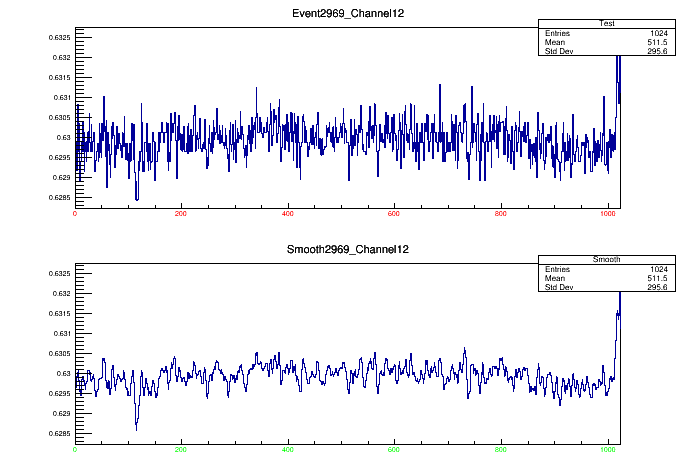 Event2969_Channel12
Test
Entries 1024
Mean 511.5
Std Dev 295.6
0.6325
0.632
0.6315
0.631
0.6305
0.63
0.6295
0.629
0.6285
0 200 400 600 800 1000
Smooth2969_Channel12
Smooth
Entries 1024
Mean 511.5
Std Dev 295.6
0.6325
0.632
0.6315
0.631
0.6305
0.63
0.6295
0.629
0.6285
0 200 400 600 800 1000